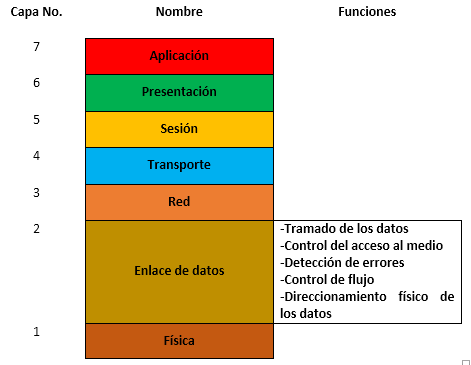 Capa No. Nombre Funciones
7 Aplicación
6 Presentación
5 Sesión
4 Transporte
3 Red
2 Enlace de datos
-Tramado de los datos
-Control del acceso al medio
-Detección de errores
-Control de flujo
-Direccionamiento físico de
los datos
1 Física